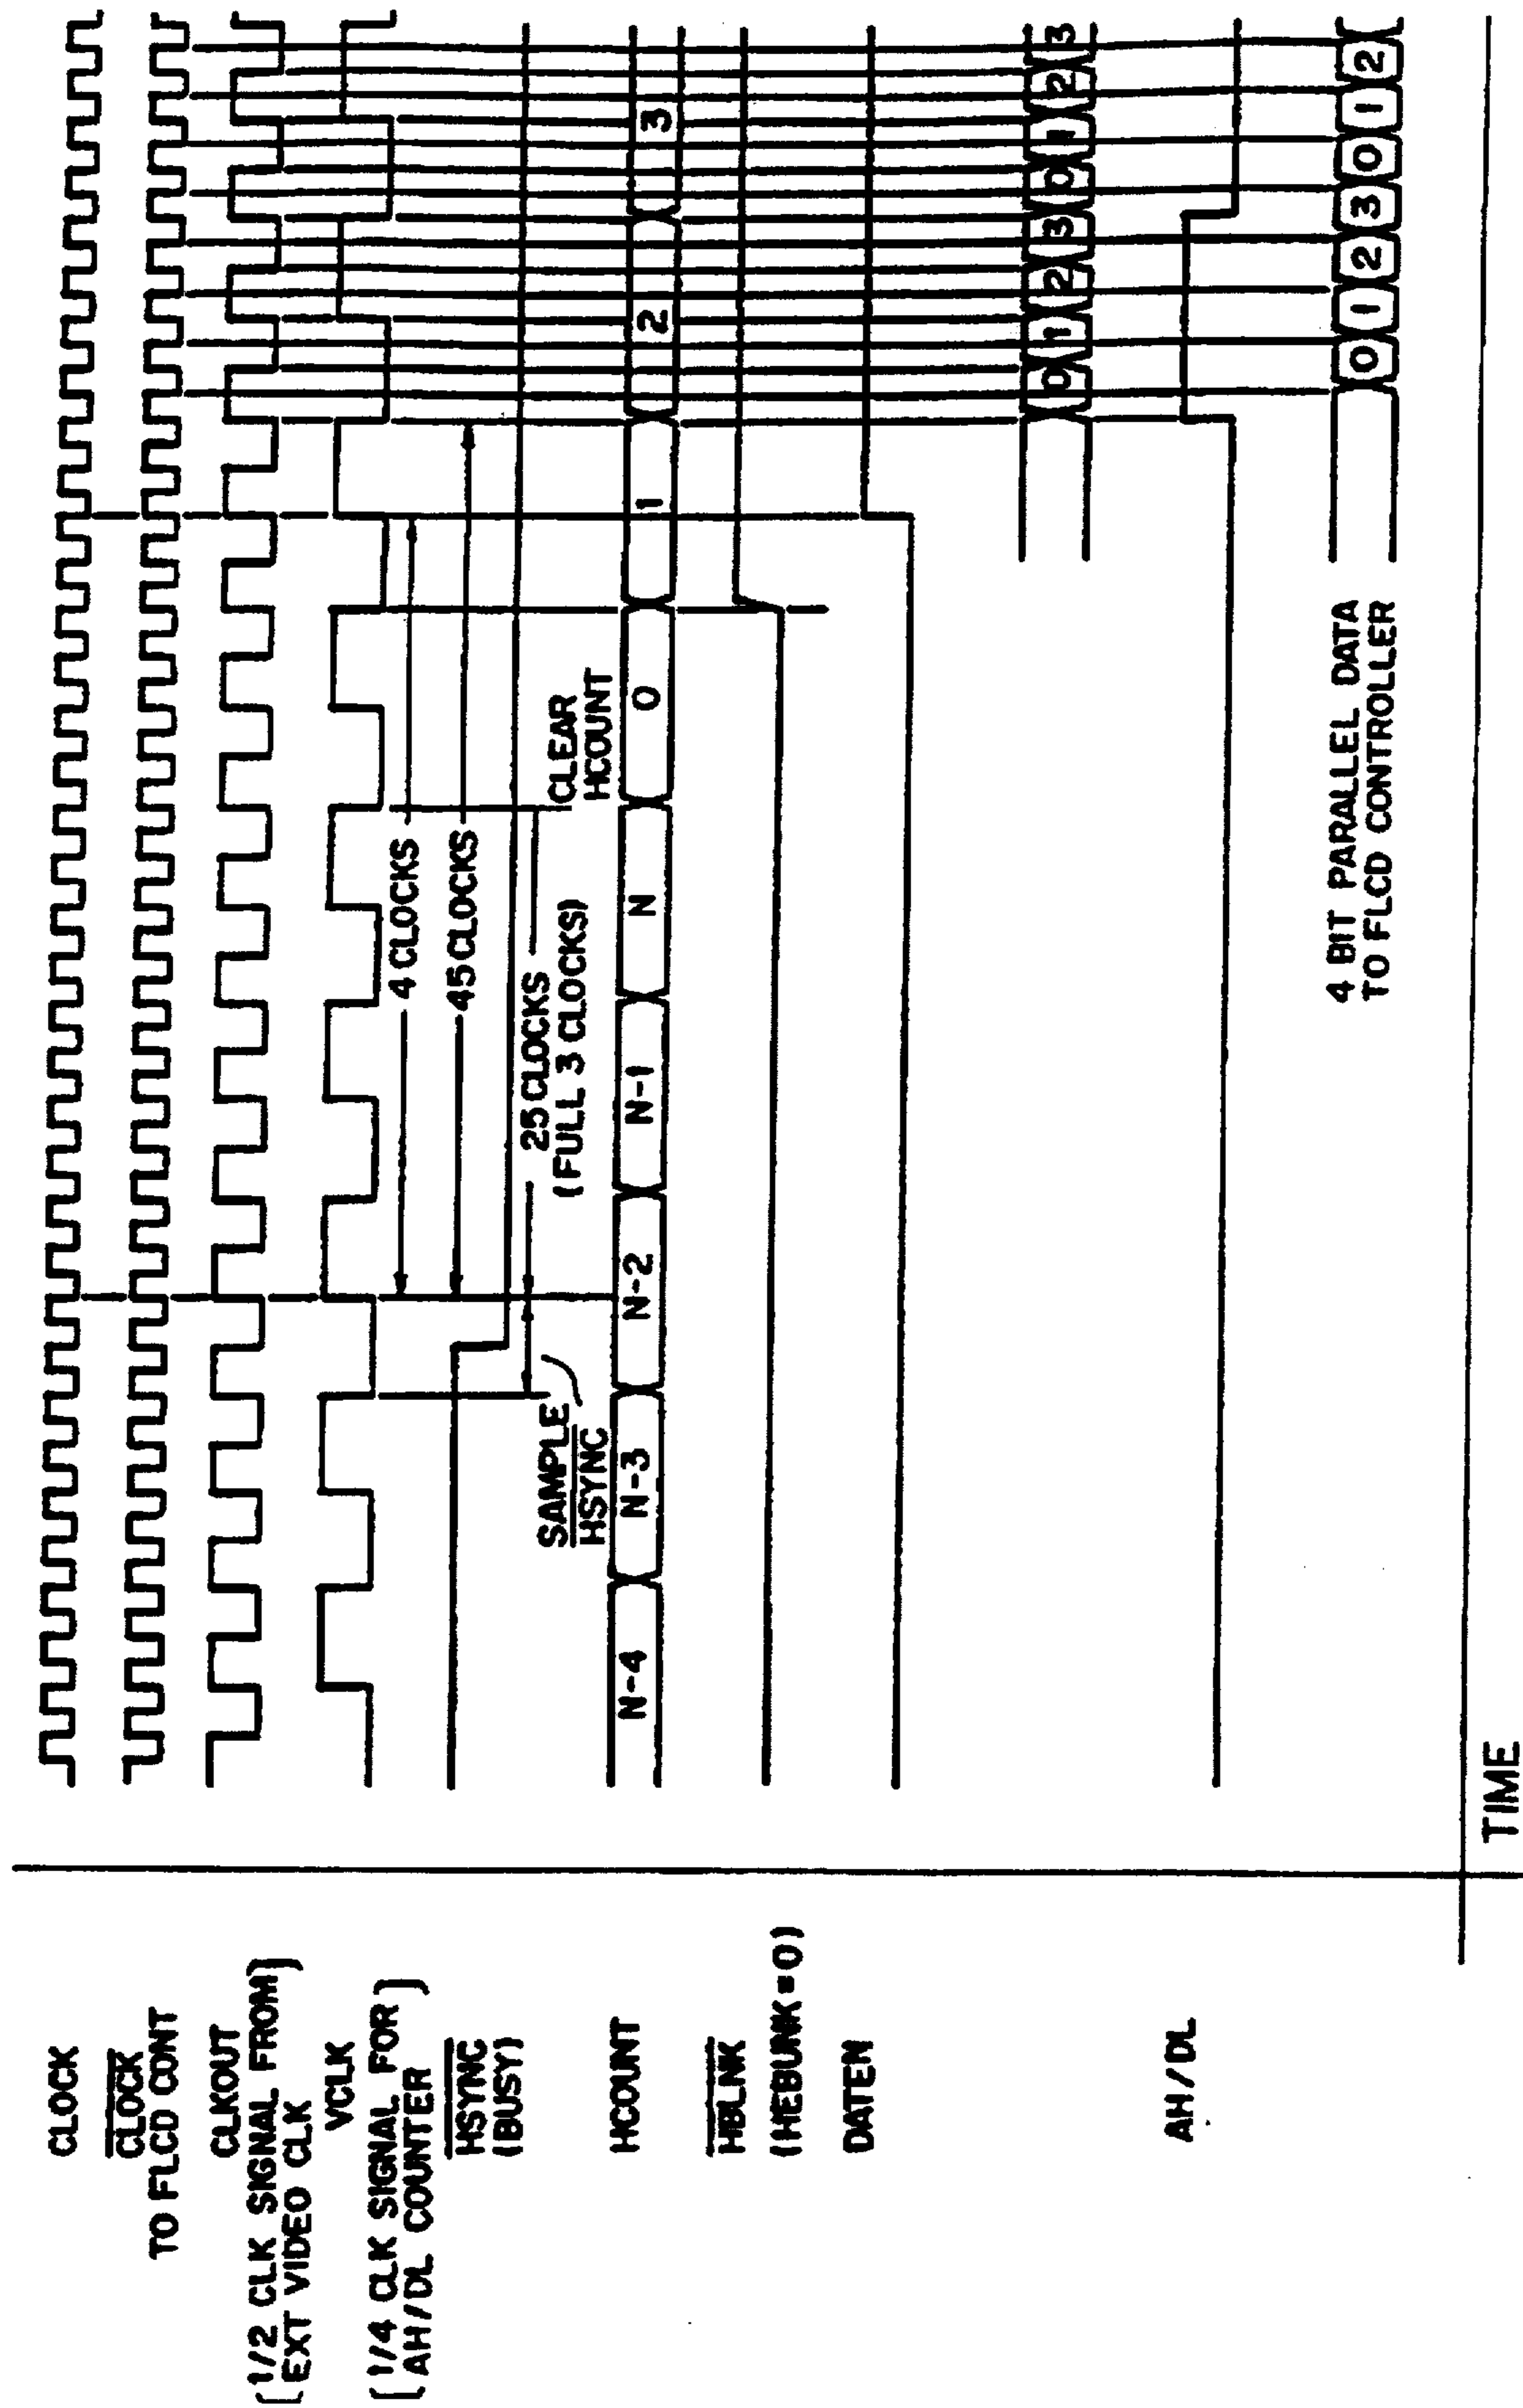 CLOCK
CLOCK
TO FLCD CONT
CLKOUT
[1/2 CLK SIGNAL FROM]
[EXT VIDEO CLK
VCLK
[1/4 CLK SIGNAL FOR]
[AH/DL COUNTER]
HSYNC
(BUSY)
HCOUNT
HBLNK
(HEBUNK=0)
DATEN
AH/DL
4 CLOCKS
45 CLOCKS
25 CLOCKS
(FULL 3 CLOCKS)
SAMPLE
HSYNC
CLEAR
HCOUNT
N-4 N-3 N-2 N-1 N 0 1 2 3
0 1 2 3 0 1 2 3
4 BIT PARALLEL DATA
TO FLCD CONTROLLER
0 1 2 3 0 1 2
TIME